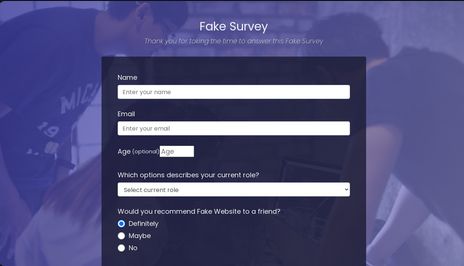 Fake Survey
Thank you for taking the time to answer this Fake Survey
Name
Enter your name
Email
Enter your email
Age (optional) Age
Which options describes your current role?
Select current role
Would you recommend Fake Website to a friend?
Definitely
Maybe
No